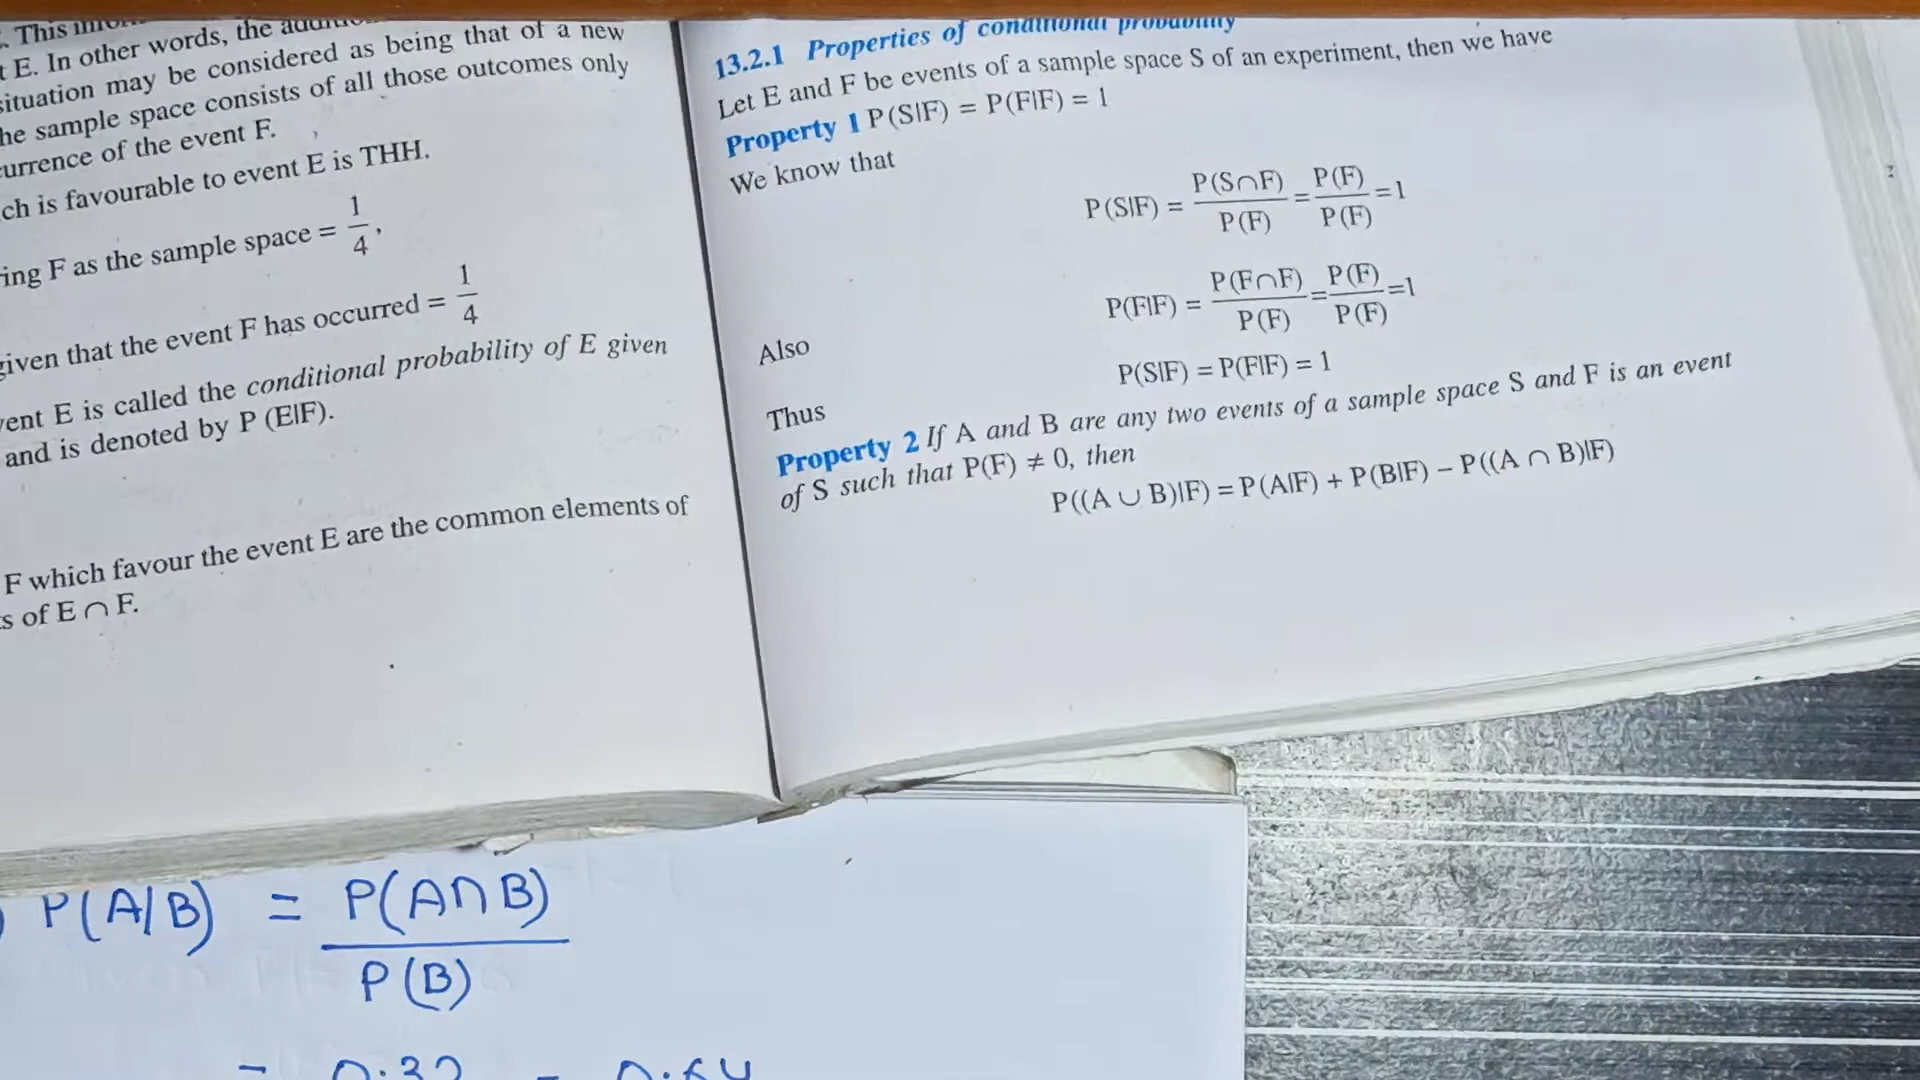 . This
t E. In other words, the
situation may be considered as being that of a new
he sample space consists of all those outcomes only
currence of the event F.
ch is favourable to event E is THH.
ing F as the sample space = 1/4,
given that the event F has occurred = 1/4
vent E is called the conditional probability of E given
and is denoted by P (E|F).
F which favour the event E are the common elements of
s of E ∩ F.
13.2.1 Properties of conditional probability
Let E and F be events of a sample space S of an experiment, then we have
Property 1 P(S|F) = P(F|F) = 1
We know that
P(S|F) = P(S∩F)/P(F) = P(F)/P(F) = 1
Also P(F|F) = P(F∩F)/P(F) = P(F)/P(F) = 1
Thus P(S|F) = P(F|F) = 1
Property 2 If A and B are any two events of a sample space S and F is an event
of S such that P(F) ≠ 0, then
P((A ∪ B)|F) = P(A|F) + P(B|F) – P((A ∩ B)|F)
) P(A/B) = P(A∩B)/P(B)
= 0.32 = 0.64